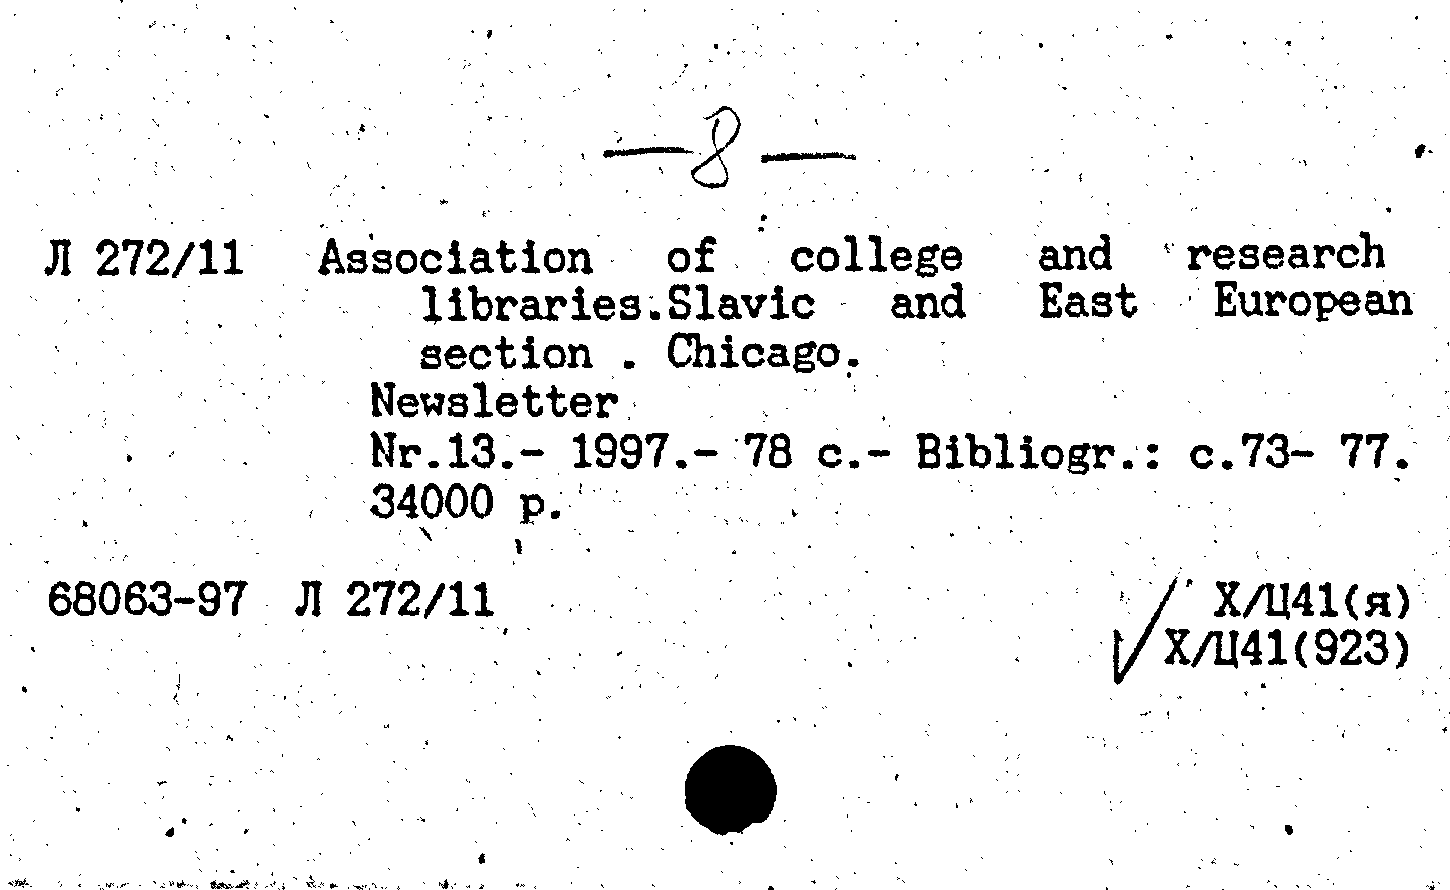 — 8 —
Л 272/11 Association of college and research
libraries.Slavic and East European
section . Chicago.
Newsletter
Nr.13.- 1997.- 78 с.- Bibliogr.: с.73- 77.
34000 р.
68063-97 Л 272/11 Х/Ц41(я)
Х/Ц41(923)